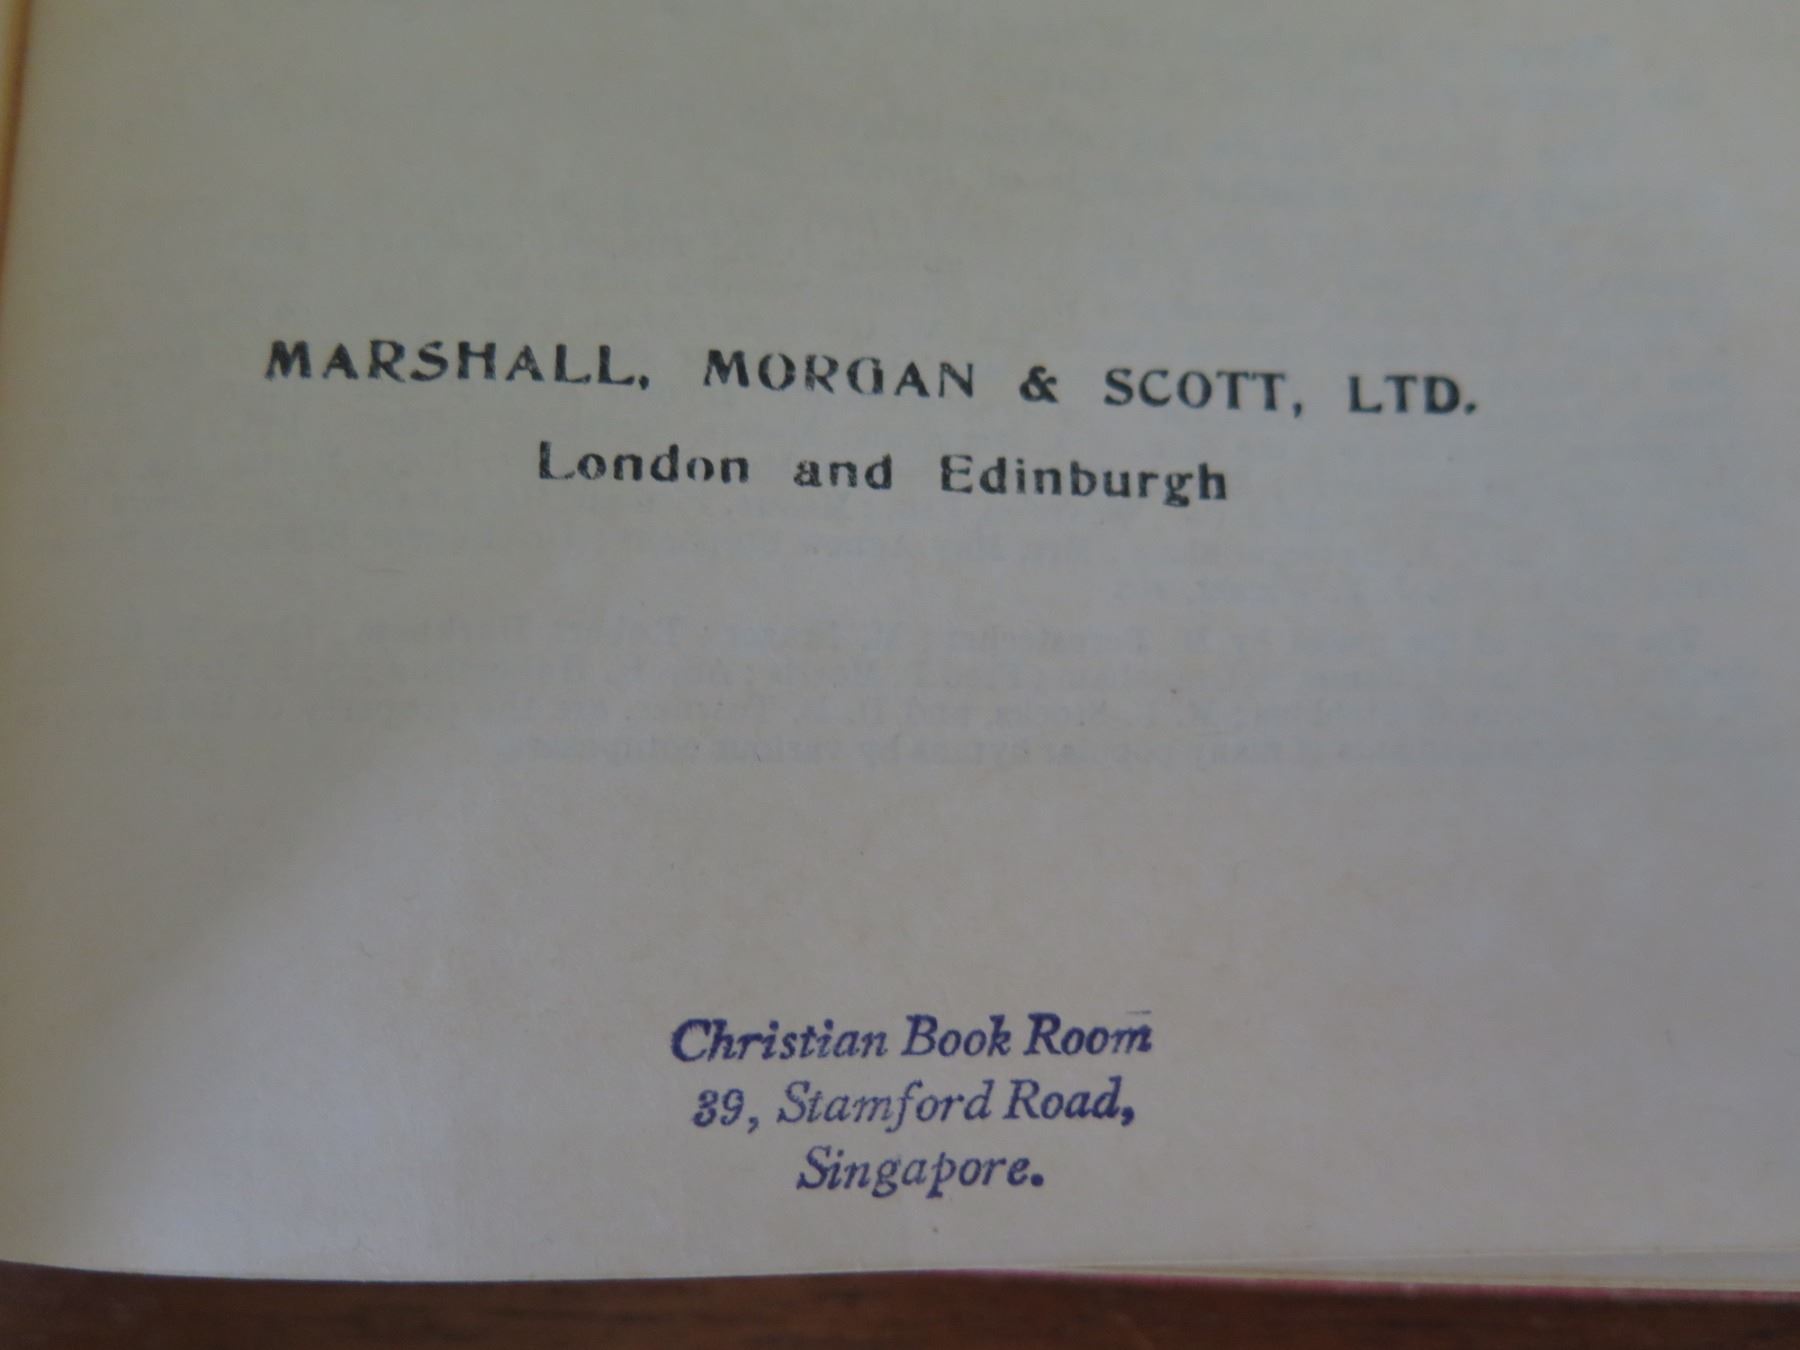 MARSHALL, MORGAN & SCOTT, LTD.
London and Edinburgh
Christian Book Room
39, Stamford Road,
Singapore.